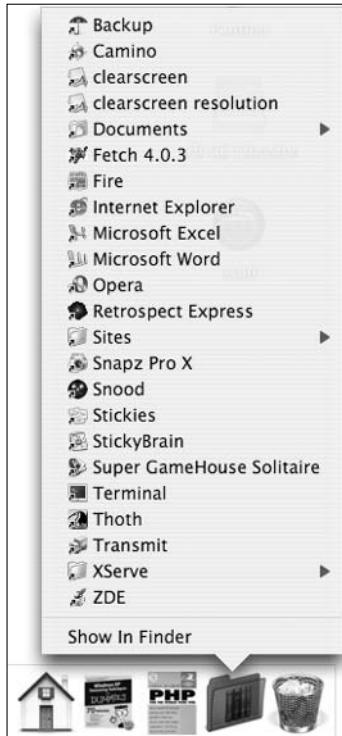 Backup
Camino
clearscreen
clearscreen resolution
Documents
Fetch 4.0.3
Fire
Internet Explorer
Microsoft Excel
Microsoft Word
Opera
Retrospect Express
Sites
Snapz Pro X
Snood
Stickies
StickyBrain
Super GameHouse Solitaire
Terminal
Thoth
Transmit
XServe
ZDE
Show In Finder
DUMMIES
PHP